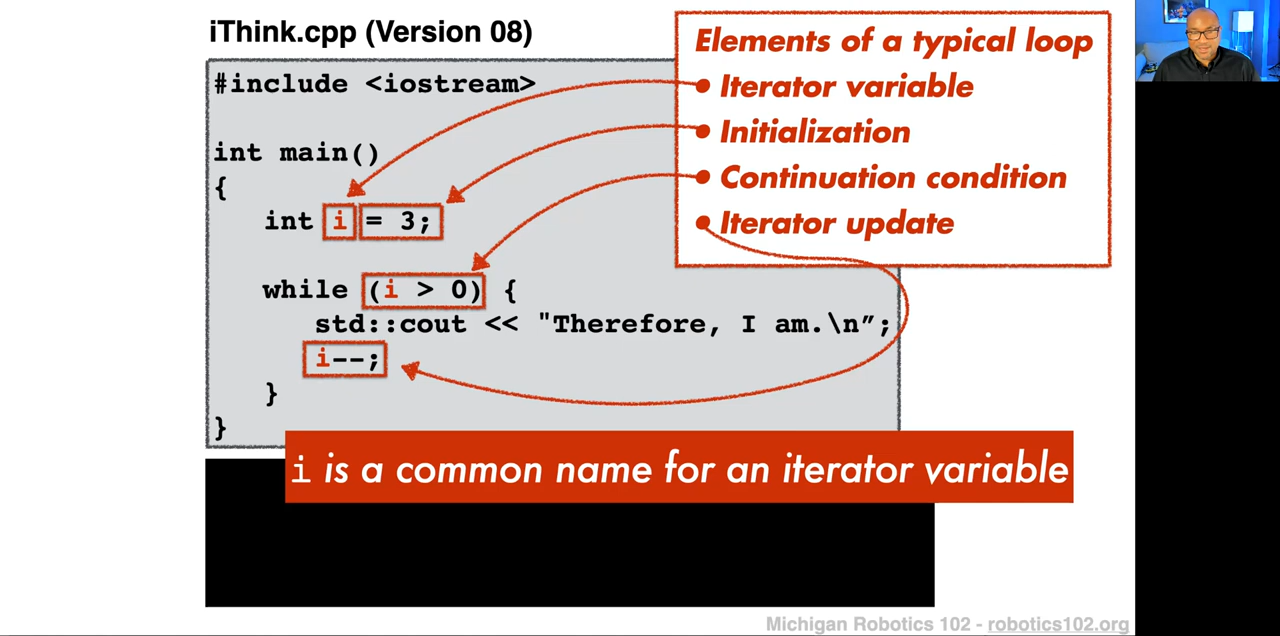 iThink.cpp (Version 08)
#include <iostream>
int main()
{
int i = 3;
while (i > 0) {
std::cout << "Therefore, I am.\n”;
i--;
}
}
Elements of a typical loop
• Iterator variable
• Initialization
• Continuation condition
• Iterator update
i is a common name for an iterator variable
Michigan Robotics 102 - robotics102.org